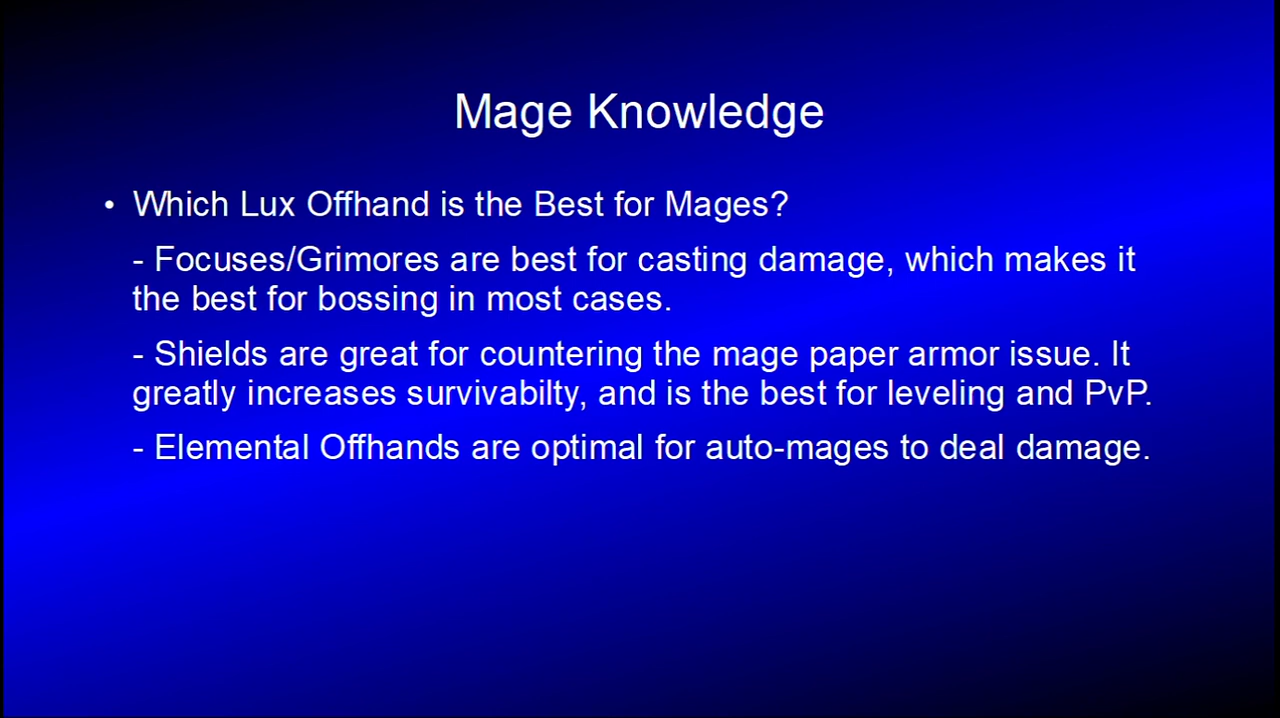 Mage Knowledge
• Which Lux Offhand is the Best for Mages?
- Focuses/Grimores are best for casting damage, which makes it
the best for bossing in most cases.
- Shields are great for countering the mage paper armor issue. It
greatly increases survivabilty, and is the best for leveling and PvP.
- Elemental Offhands are optimal for auto-mages to deal damage.